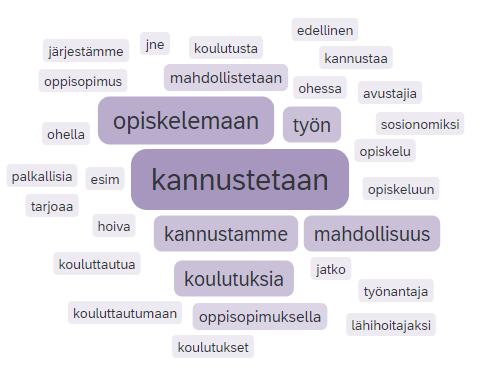 edellinen
järjestämme
jne
koulutusta
kannustaa
oppisopimus
mahdollistetaan
ohessa
avustajia
opiskelemaan
työn
sosionomiksi
ohella
opiskelu
palkallisia
esim
kannustetaan
opiskeluun
tarjoaa
hoiva
kannustamme
mahdollisuus
kouluttautua
koulutuksia
jatko
työnantaja
kouluttautumaan
oppisopimuksella
lähihoitajaksi
koulutukset